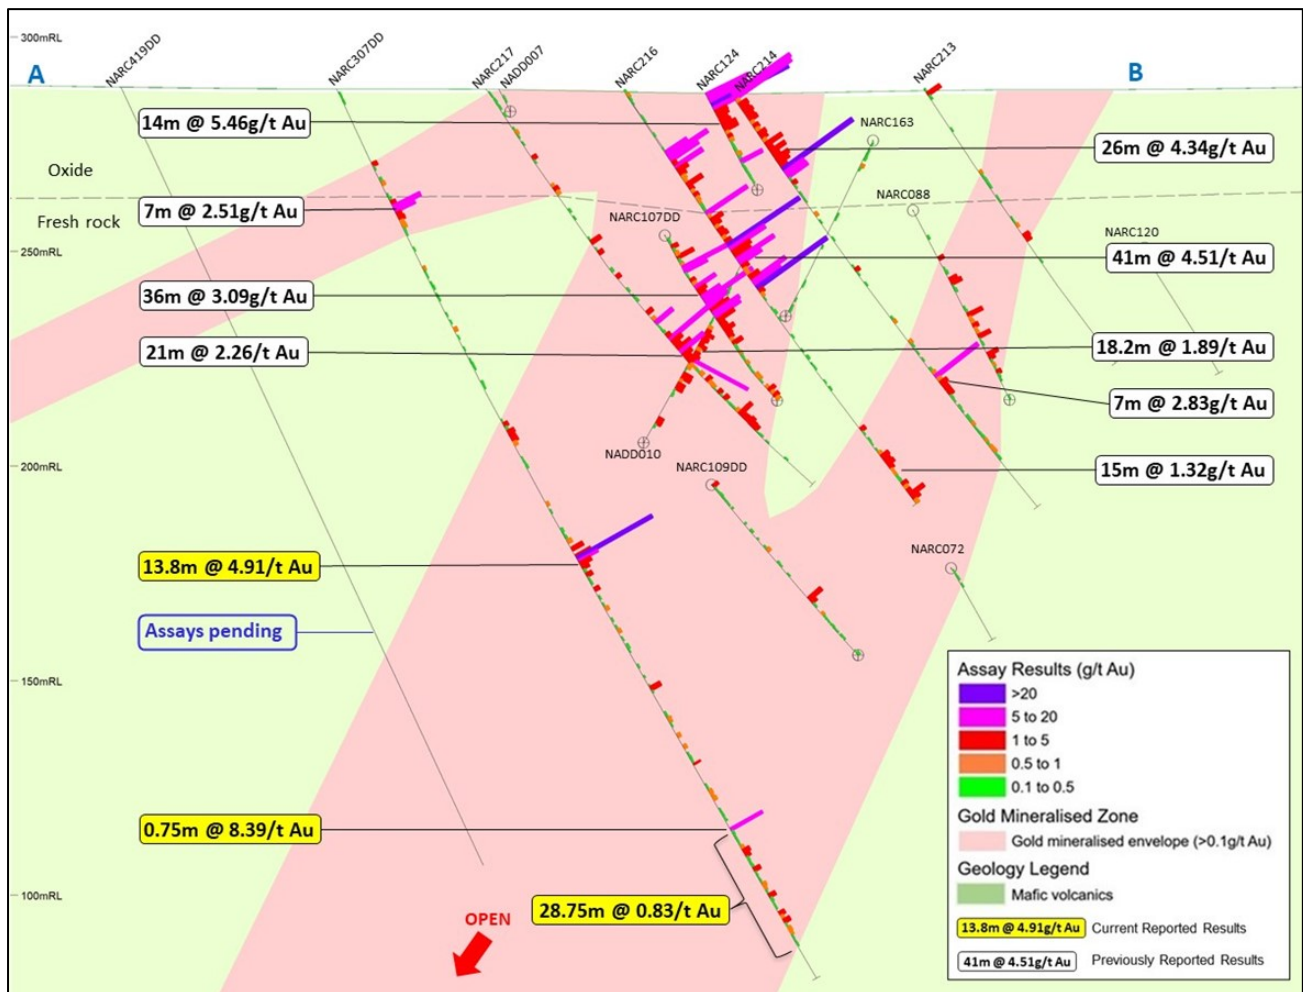 300mRL
NARC419DD
NARC307DD
NARC217
NADD007
NARC216
NARC124
NARC214
NARC213
A
B
14m @ 5.46g/t Au
NARC163
26m @ 4.34g/t Au
Oxide
Fresh rock
7m @ 2.51g/t Au
NARC107DD
NARC088
NARC120
250mRL
41m @ 4.51/t Au
36m @ 3.09g/t Au
21m @ 2.26/t Au
18.2m @ 1.89/t Au
7m @ 2.83g/t Au
NADD010
NARC109DD
200mRL
15m @ 1.32g/t Au
NARC072
13.8m @ 4.91/t Au
Assays pending
150mRL
0.75m @ 8.39/t Au
100mRL
28.75m @ 0.83/t Au
OPEN
Assay Results (g/t Au)
>20
5 to 20
1 to 5
0.5 to 1
0.1 to 0.5
Gold Mineralised Zone
Gold mineralised envelope (>0.1g/t Au)
Geology Legend
Mafic volcanics
13.8m @ 4.91g/t Au Current Reported Results
41m @ 4.51g/t Au Previously Reported Results